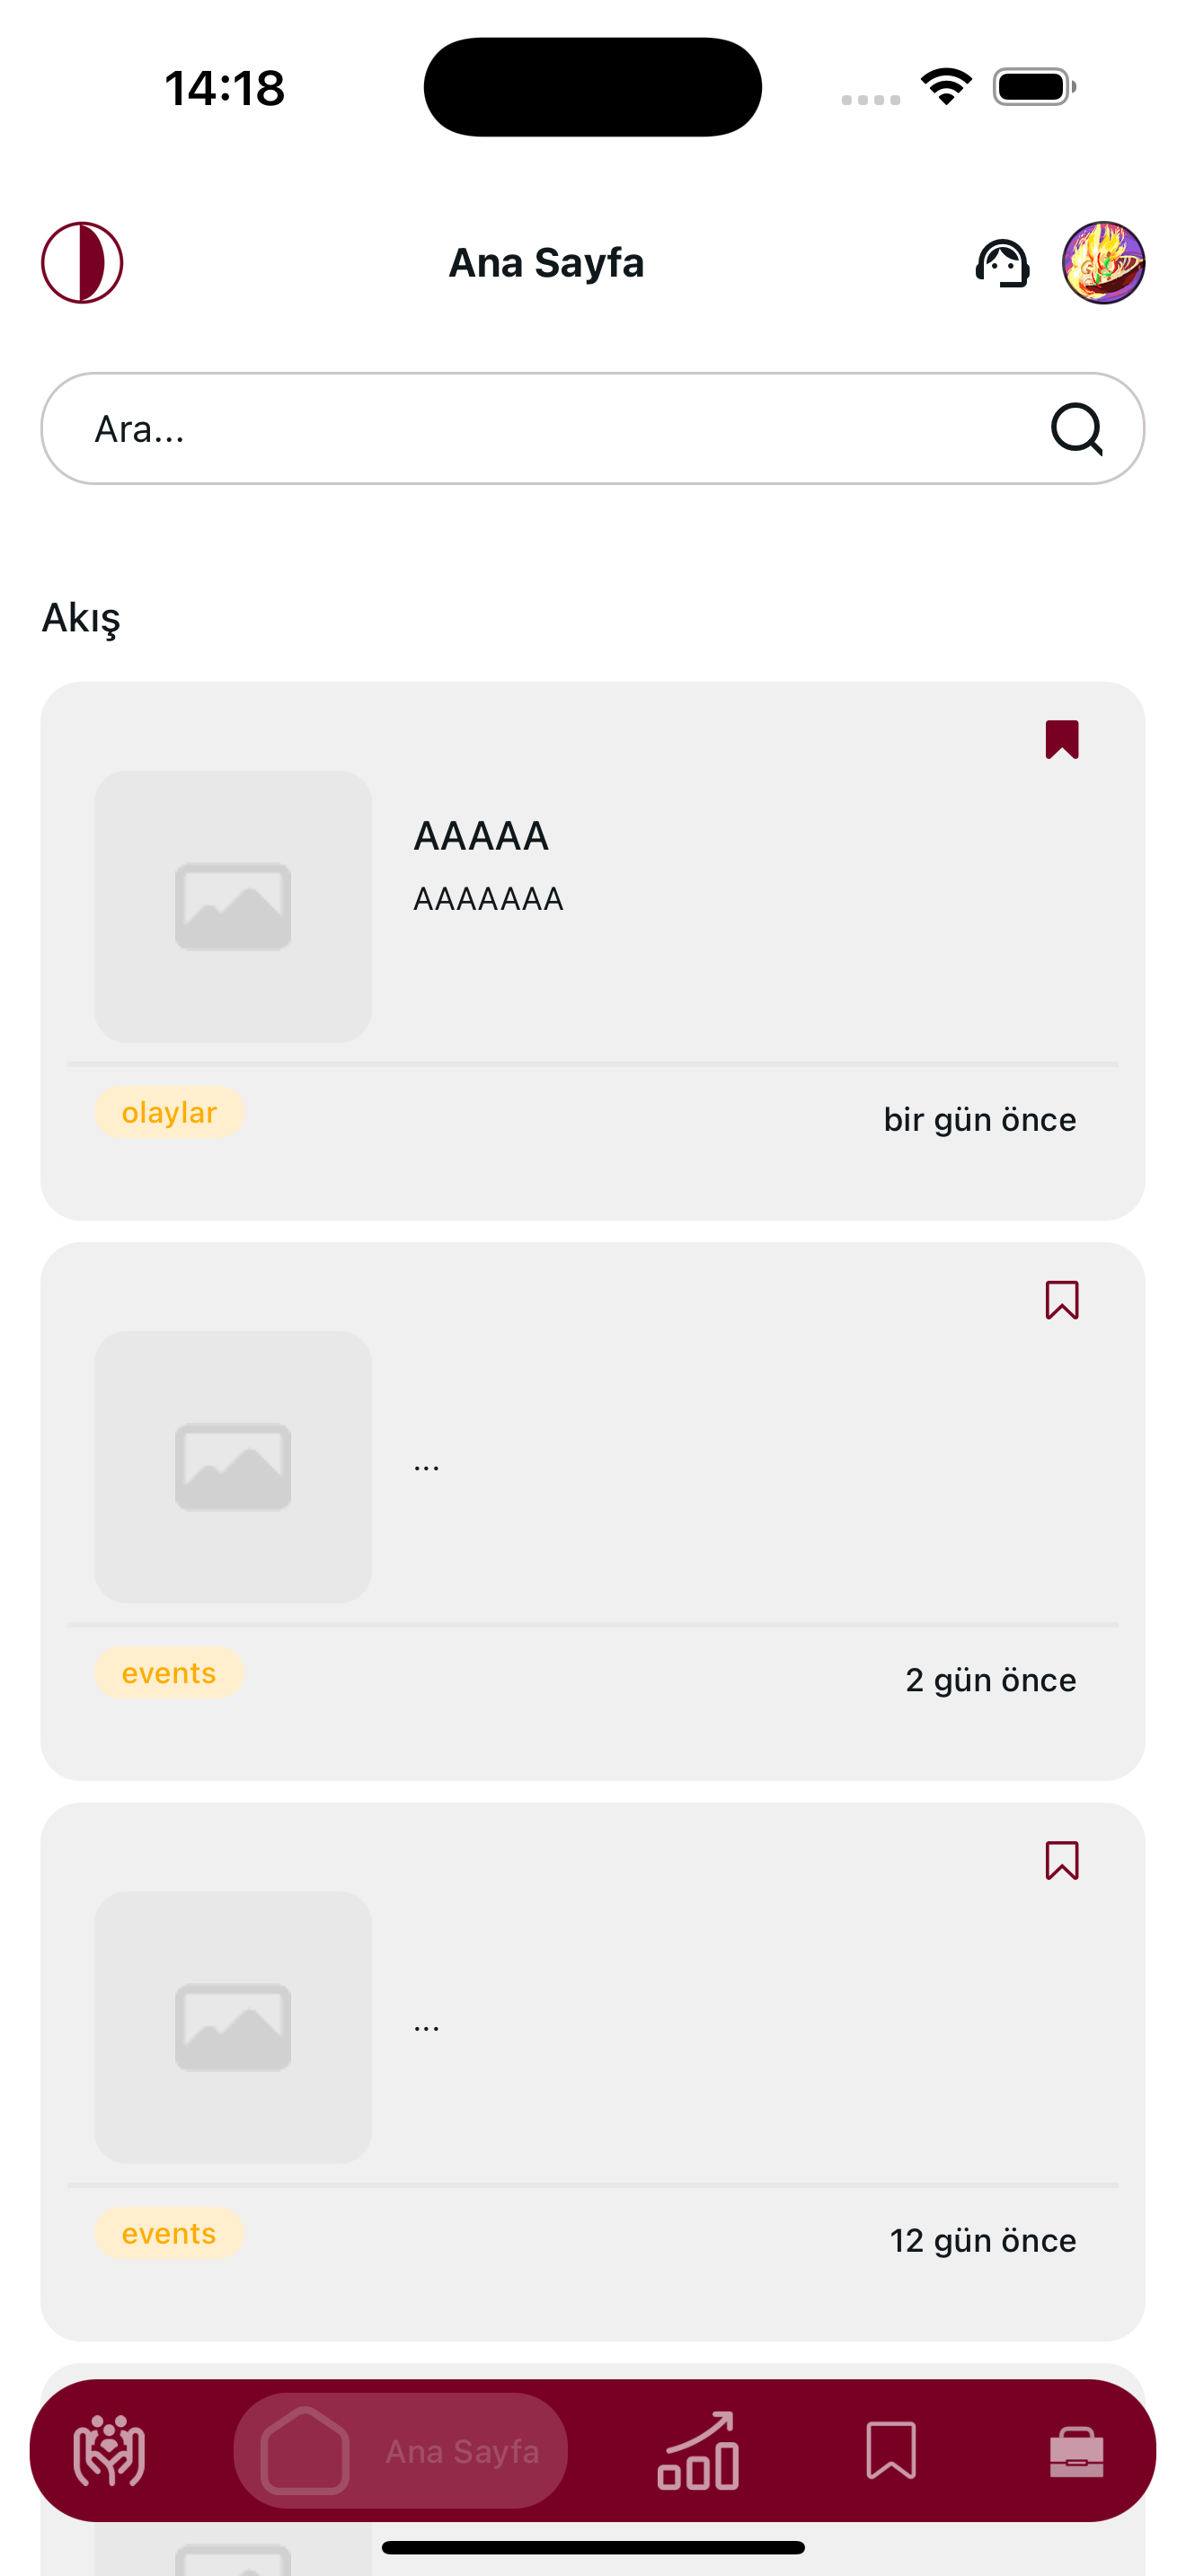 14:18
Ana Sayfa
Ara...
Akış
AAAAA
AAAAAAA
olaylar
bir gün önce
...
events
2 gün önce
...
events
12 gün önce
Ana Sayfa